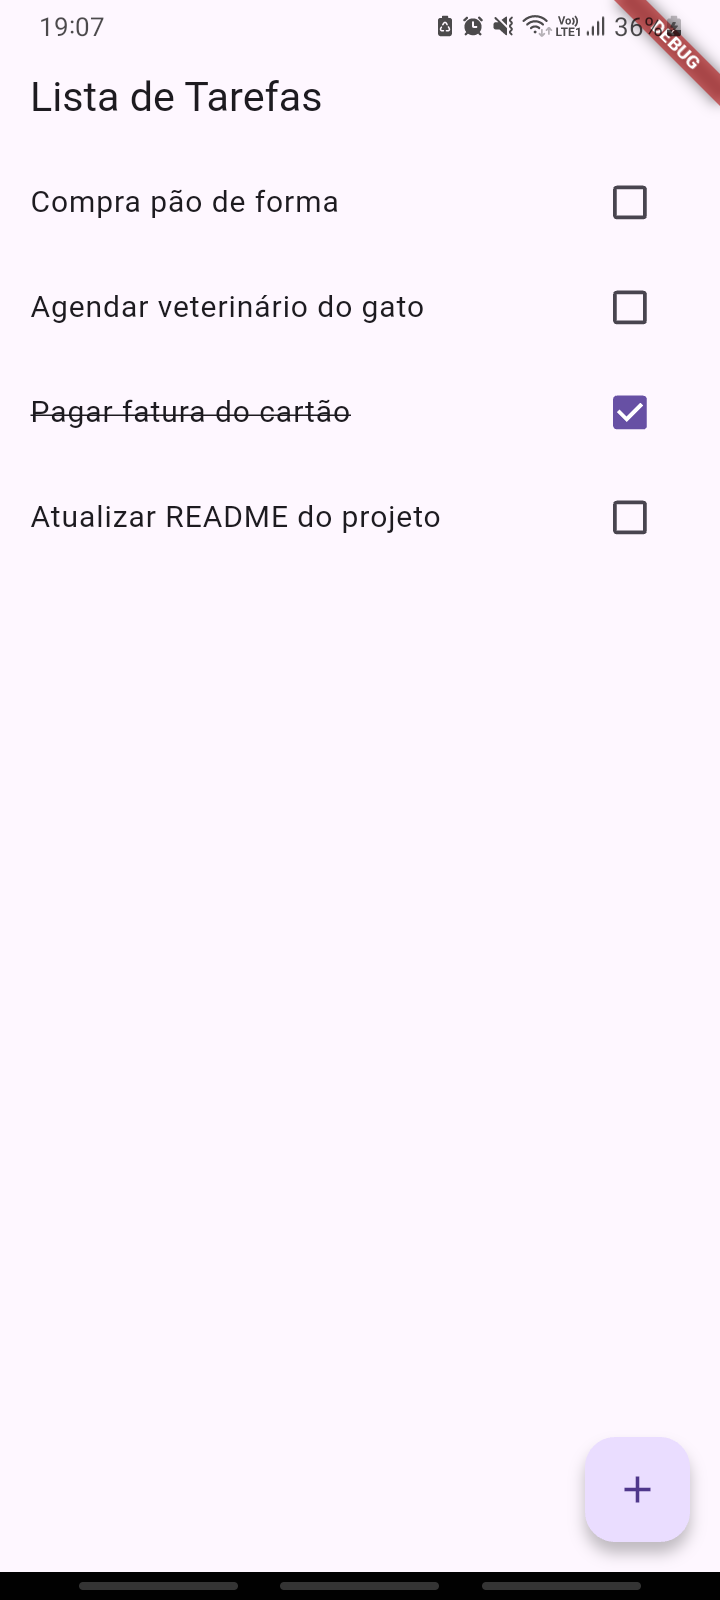 19:07 Vo)) LTE1 36%
DEBUG
Lista de Tarefas
Compra pão de forma
Agendar veterinário do gato
Pagar fatura do cartão
Atualizar README do projeto